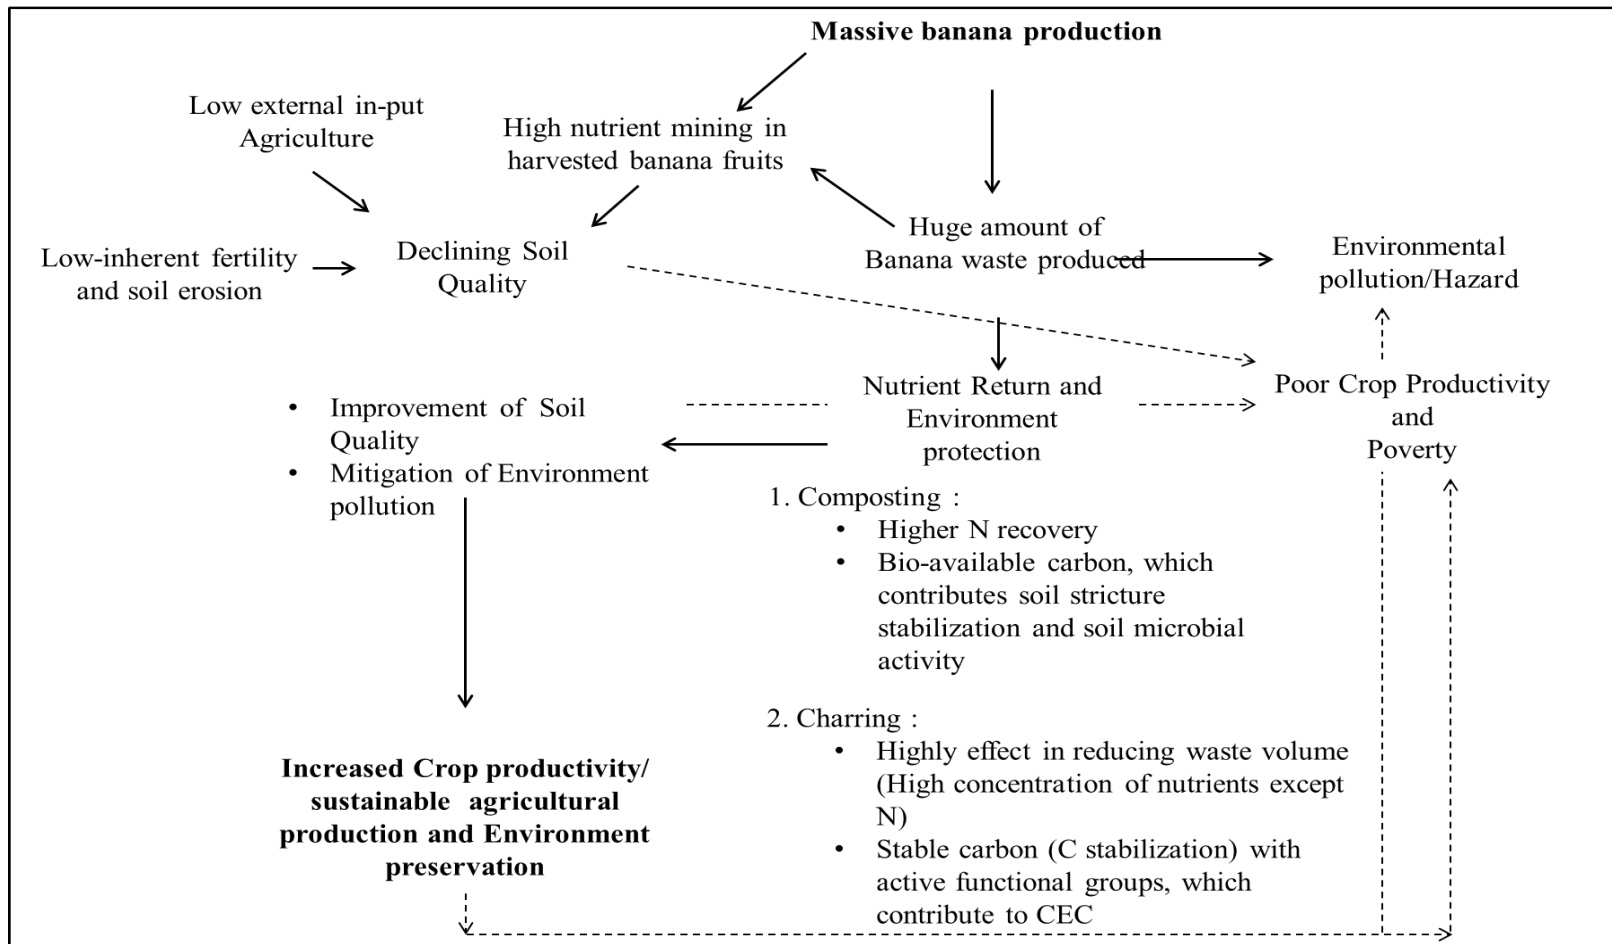 Massive banana production
Low external in-put
Agriculture
High nutrient mining in
harvested banana fruits
Low-inherent fertility
and soil erosion
Declining Soil
Quality
Huge amount of
Banana waste produced
Environmental
pollution/Hazard
• Improvement of Soil
Quality
• Mitigation of Environment
pollution
Nutrient Return and
Environment
protection
Poor Crop Productivity
and
Poverty
1. Composting :
• Higher N recovery
• Bio-available carbon, which
contributes soil stricture
stabilization and soil microbial
activity
2. Charring :
• Highly effect in reducing waste volume
(High concentration of nutrients except
N)
• Stable carbon (C stabilization) with
active functional groups, which
contribute to CEC
Increased Crop productivity/
sustainable agricultural
production and Environment
preservation